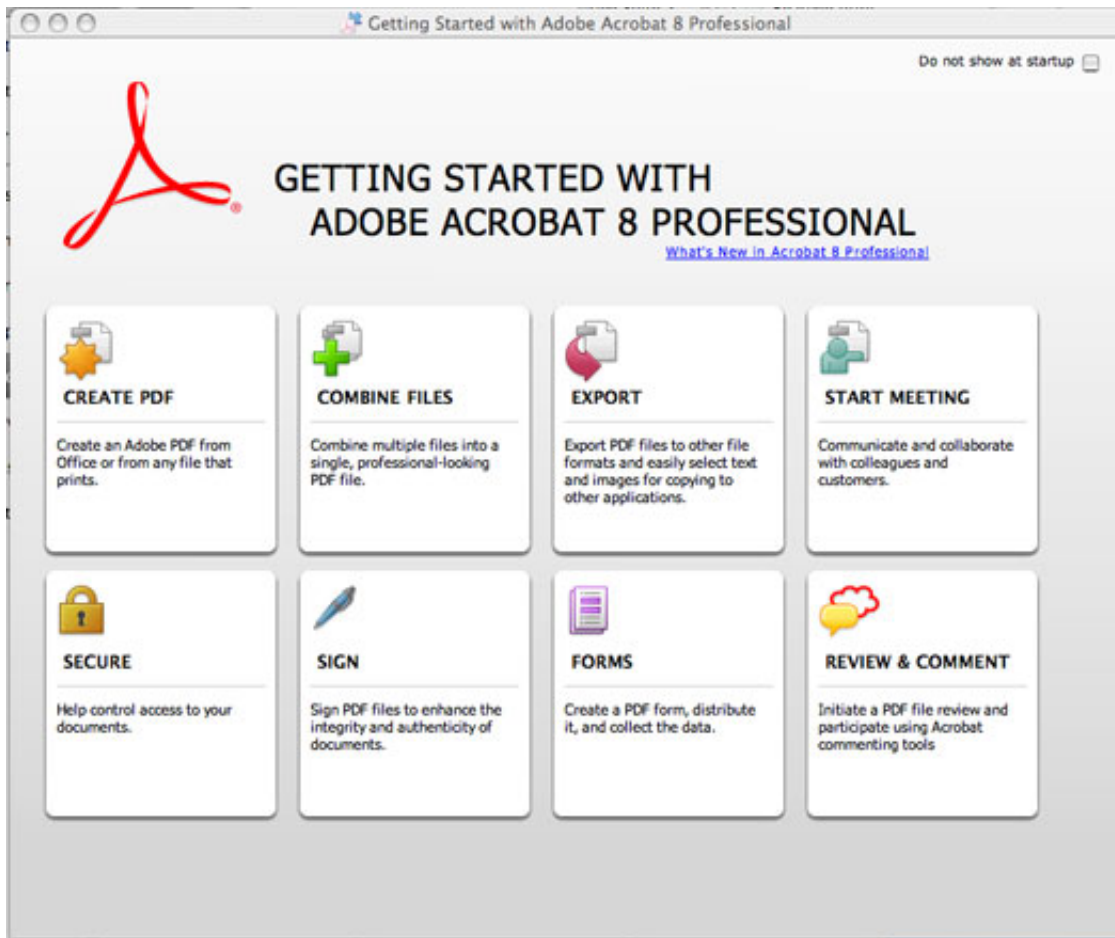 Getting Started with Adobe Acrobat 8 Professional
Do not show at startup
GETTING STARTED WITH
ADOBE ACROBAT 8 PROFESSIONAL
What's New in Acrobat 8 Professional
CREATE PDF
Create an Adobe PDF from
Office or from any file that
prints.
COMBINE FILES
Combine multiple files into a
single, professional-looking
PDF file.
EXPORT
Export PDF files to other file
formats and easily select text
and images for copying to
other applications.
START MEETING
Communicate and collaborate
with colleagues and
customers.
SECURE
Help control access to your
documents.
SIGN
Sign PDF files to enhance the
integrity and authenticity of
documents.
FORMS
Create a PDF form, distribute
it, and collect the data.
REVIEW & COMMENT
Initiate a PDF file review and
participate using Acrobat
commenting tools